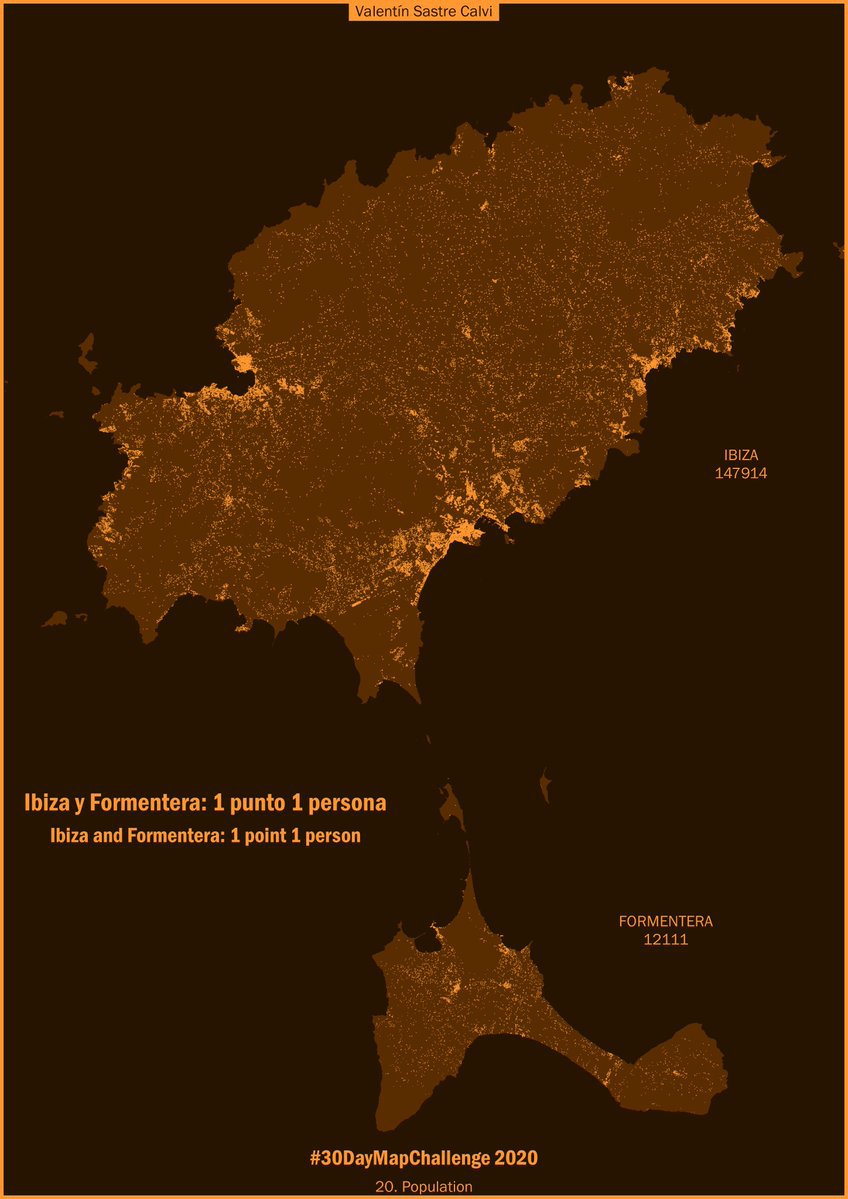 Valentín Sastre Calvi
IBIZA
147914
Ibiza y Formentera: 1 punto 1 persona
Ibiza and Formentera: 1 point 1 person
FORMENTERA
12111
#30DayMapChallenge 2020
20. Population